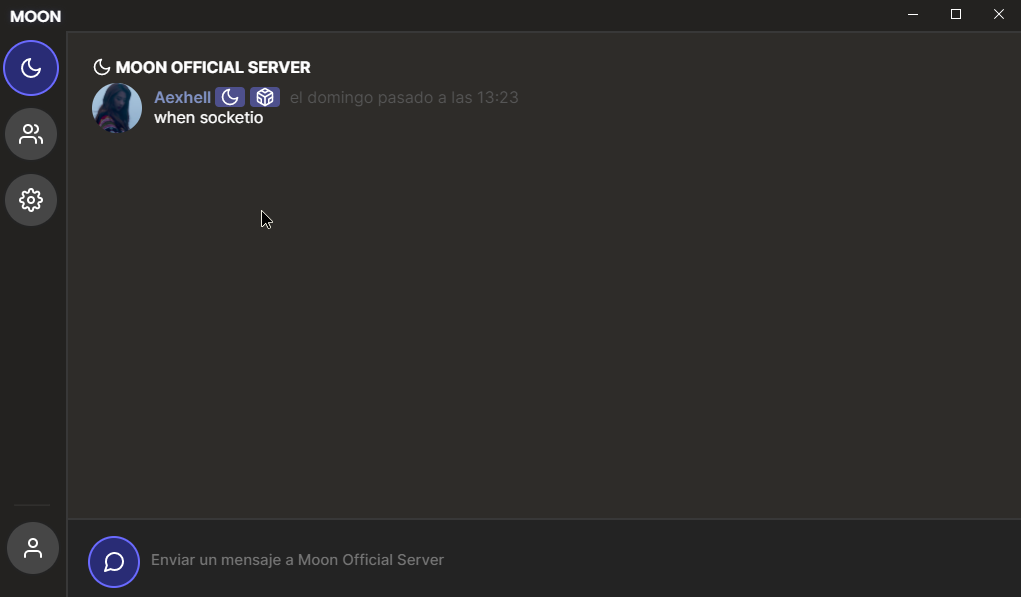 MOON
MOON OFFICIAL SERVER
Aexhell el domingo pasado a las 13:23
when socketio
Enviar un mensaje a Moon Official Server